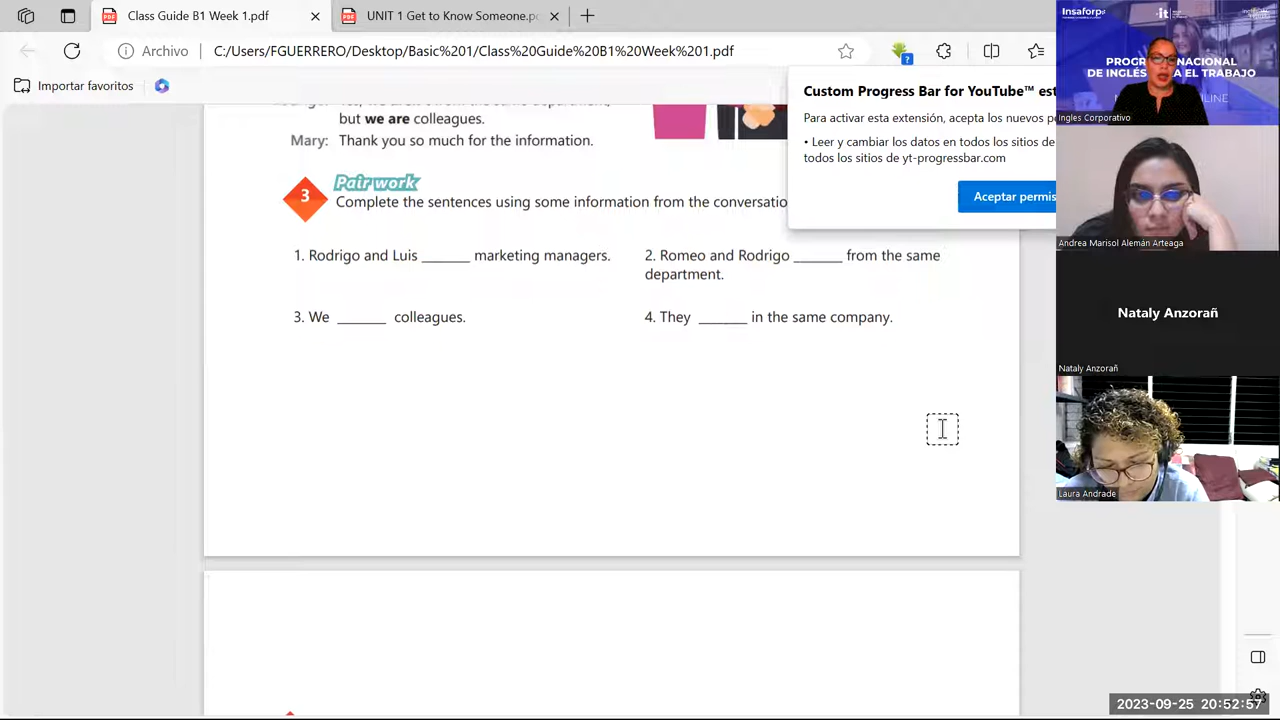 Class Guide B1 Week 1.pdf
UNIT 1 Get to Know Someone.p
Archivo
C:/Users/FGUERRERO/Desktop/Basic%201/Class%20Guide%20B1%20Week%201.pdf
Importar favoritos
but we are colleagues.
Mary: Thank you so much for the information.
3
Pair work
Complete the sentences using some information from the conversatio
1. Rodrigo and Luis ______ marketing managers.
2. Romeo and Rodrigo ______ from the same
department.
3. We ______ colleagues.
4. They ______ in the same company.
Custom Progress Bar for YouTube™ est
Para activar esta extensión, acepta los nuevos p
• Leer y cambiar los datos en todos los sitios de
todos los sitios de yt-progressbar.com
Aceptar permis
Insaforp
PROGR NACIONAL
DE INGLÉS A EL TRABAJO
NLINE
Ingles Corporativo
Andrea Marisol Alemán Arteaga
Nataly Anzorañ
Nataly Anzorañ
Laura Andrade
2023-09-25 20:52:57